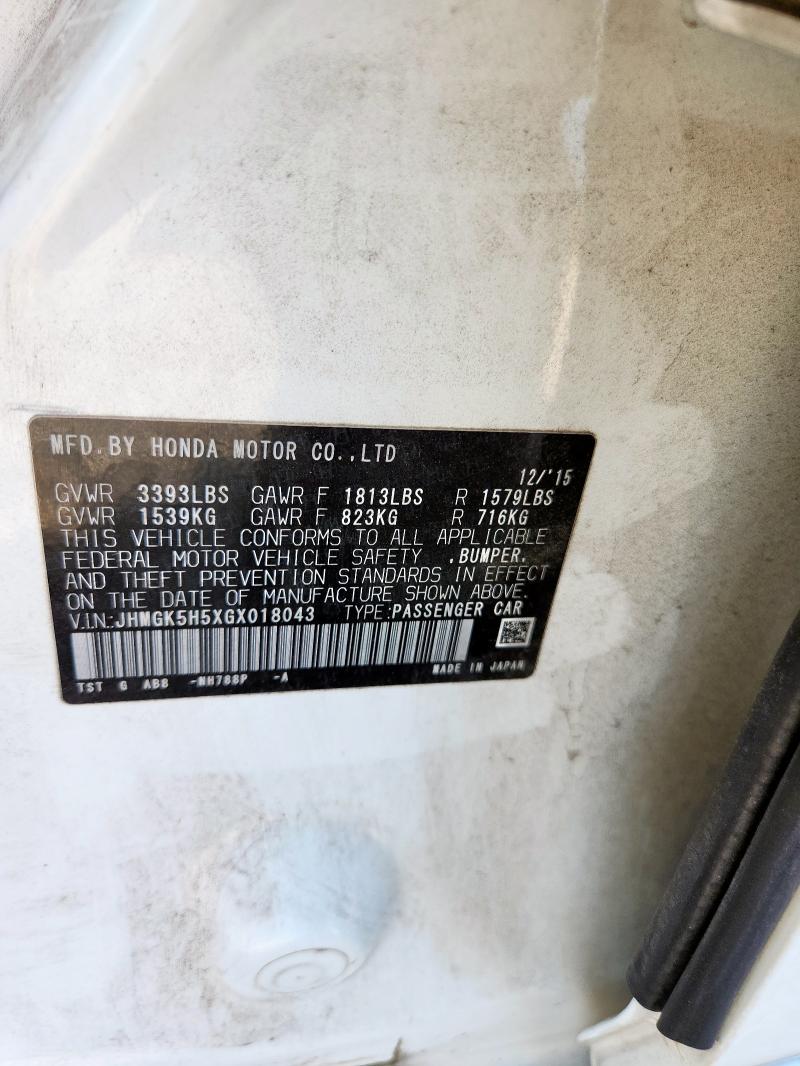 MFD.BY HONDA MOTOR CO.,LTD
12/'15
GVWR 3393LBS GAWR F 1813LBS R 1579LBS
GVWR 1539KG GAWR F 823KG R 716KG
THIS VEHICLE CONFORMS TO ALL APPLICABLE
FEDERAL MOTOR VEHICLE SAFETY ,BUMPER,
AND THEFT PREVENTION STANDARDS IN EFFECT
ON THE DATE OF MANUFACTURE SHOWN ABOVE.
V.I.N:JHMGK5H5XGX018043 TYPE:PASSENGER CAR
TST G AB8 -NH788P -A MADE IN JAPAN